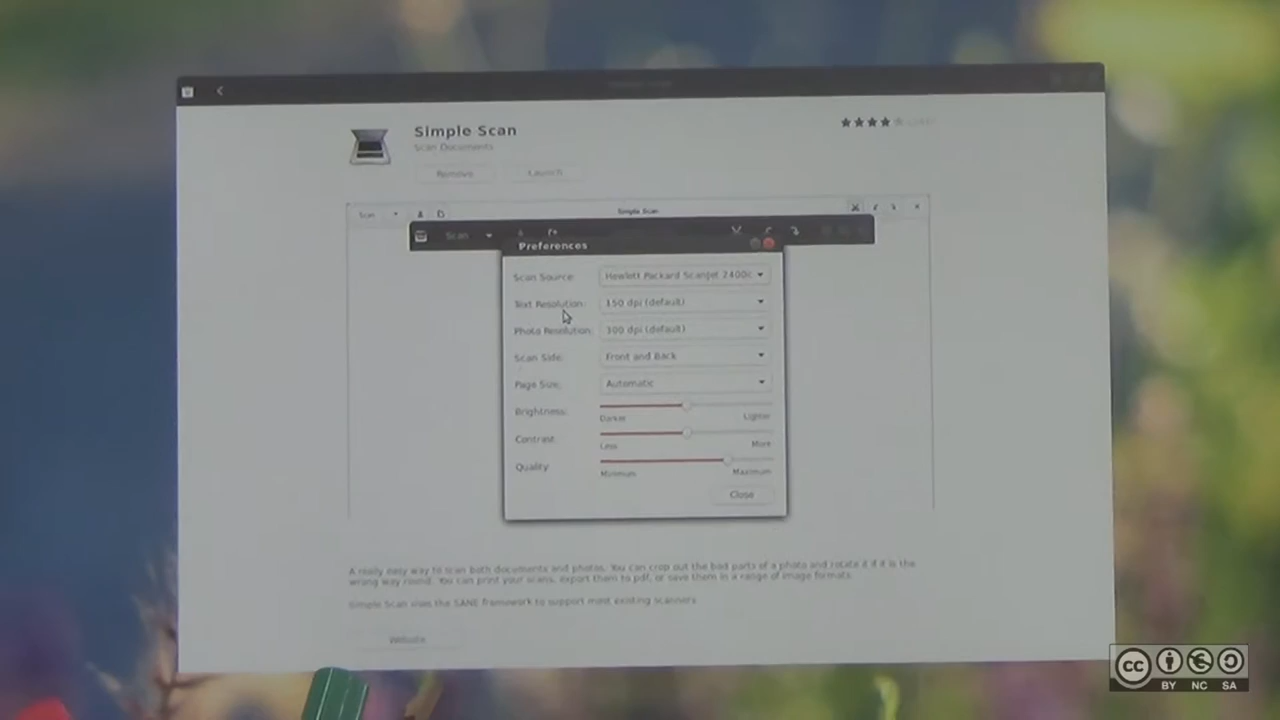 Simple Scan
Scan Documents
Remove
Launch
Scan
Simple Scan
Scan
Preferences
Scan Source:
Hewlett Packard ScanJet 2400c
Text Resolution:
150 dpi (default)
Photo Resolution:
300 dpi (default)
Scan Side:
Front and Back
Page Size:
Automatic
Brightness:
Darker
Lighter
Contrast:
Less
More
Quality:
Minimum
Maximum
Close
A really easy way to scan both documents and photos. You can crop out the bad parts of a photo and rotate it if it is the
wrong way round. You can print your scans, export them to pdf, or save them in a range of image formats.
Simple Scan uses the SANE framework to support most existing scanners.
Website
CC
BY NC SA